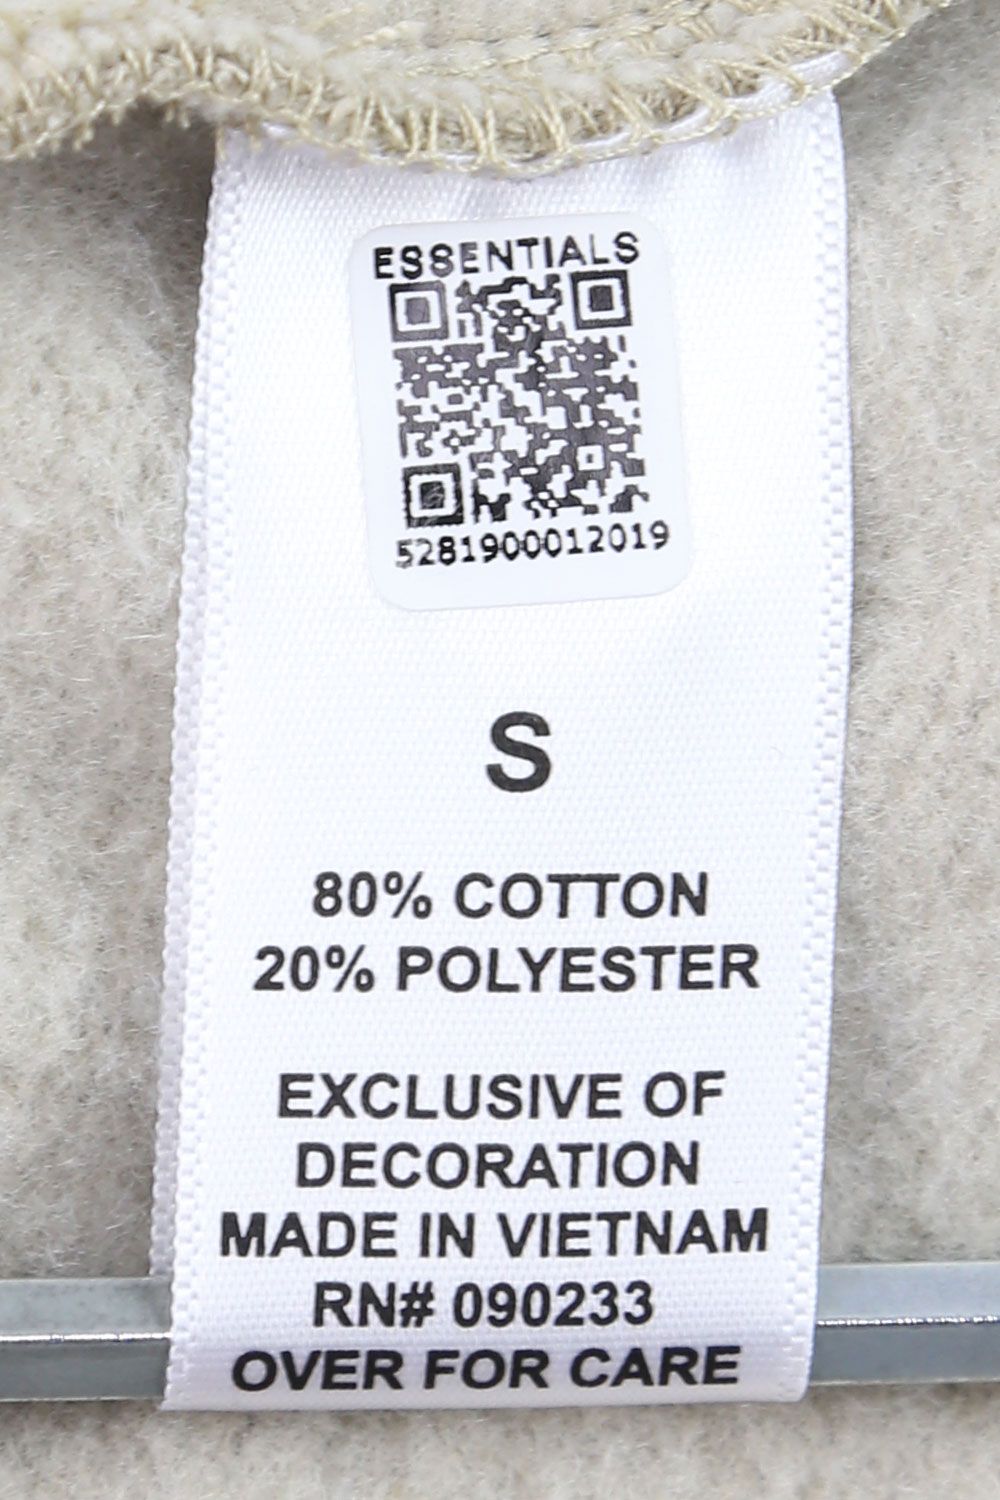 ESSENTIALS
5281900012019
S
80% COTTON
20% POLYESTER
EXCLUSIVE OF
DECORATION
MADE IN VIETNAM
RN# 090233
OVER FOR CARE